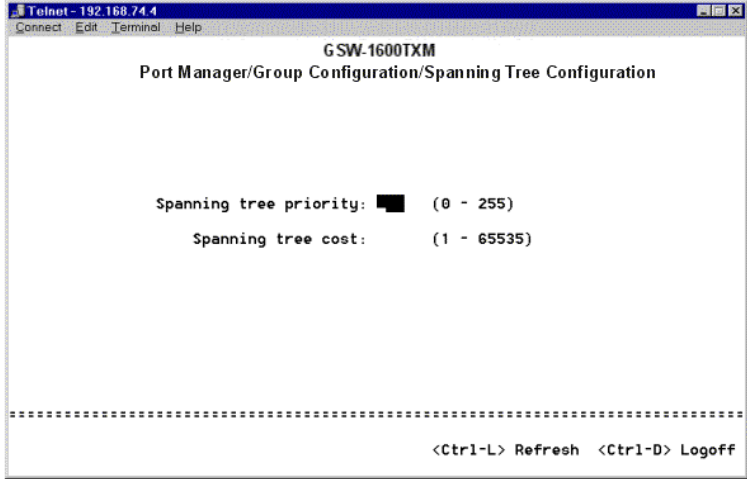 Telnet - 192.168.74.4
Connect Edit Terminal Help
GSW-1600TXM
Port Manager/Group Configuration/Spanning Tree Configuration
Spanning tree priority: (0 - 255)
Spanning tree cost: (1 - 65535)
<Ctrl-L> Refresh <Ctrl-D> Logoff